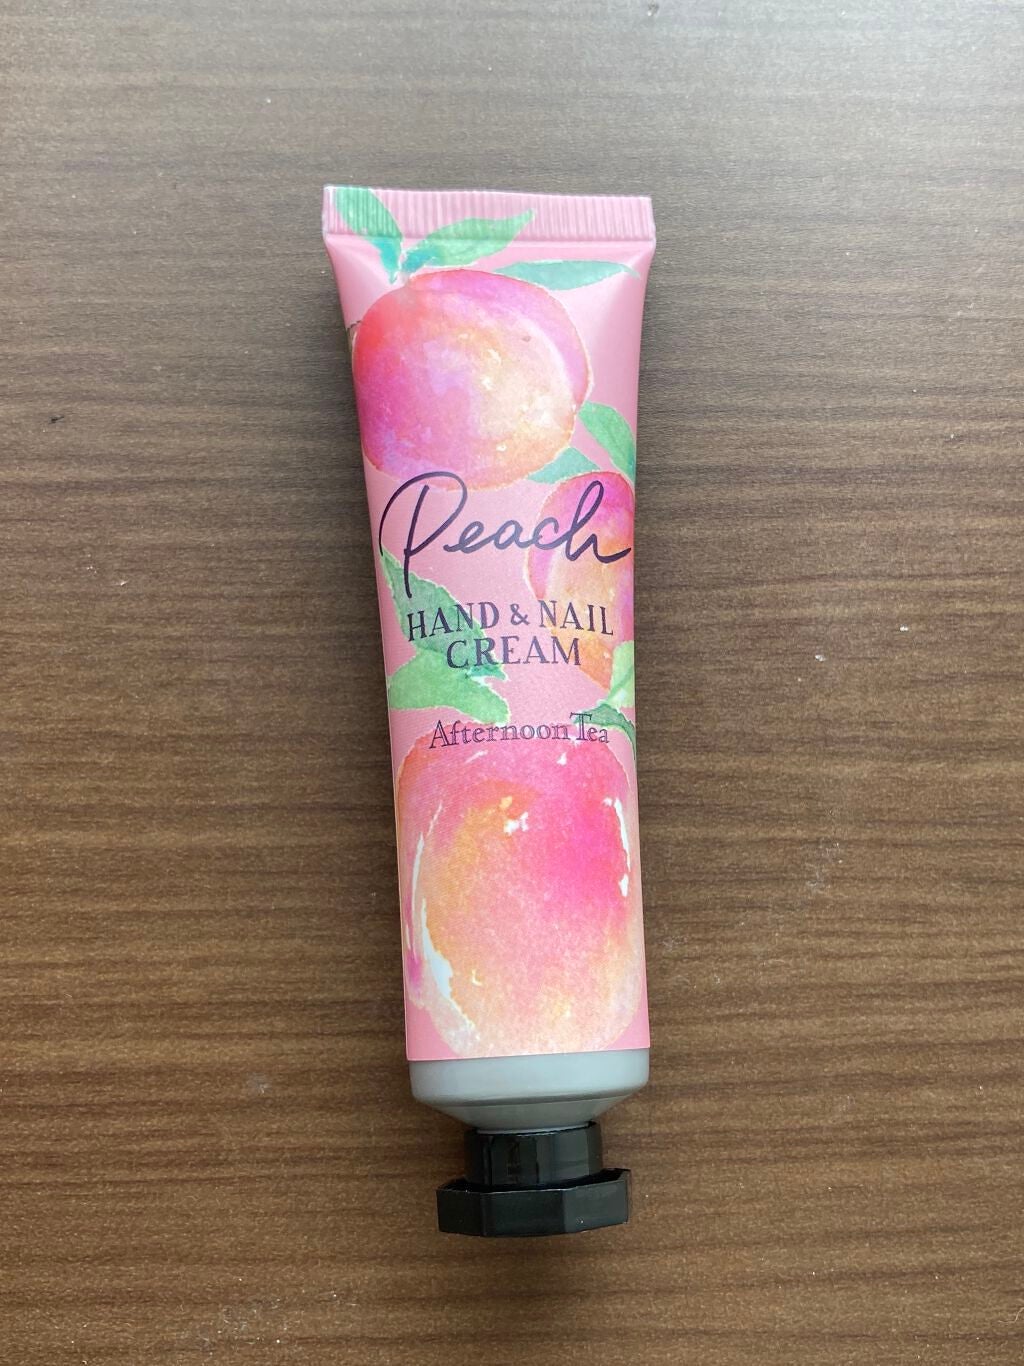 Peach
HAND & NAIL
CREAM
Afternoon Tea